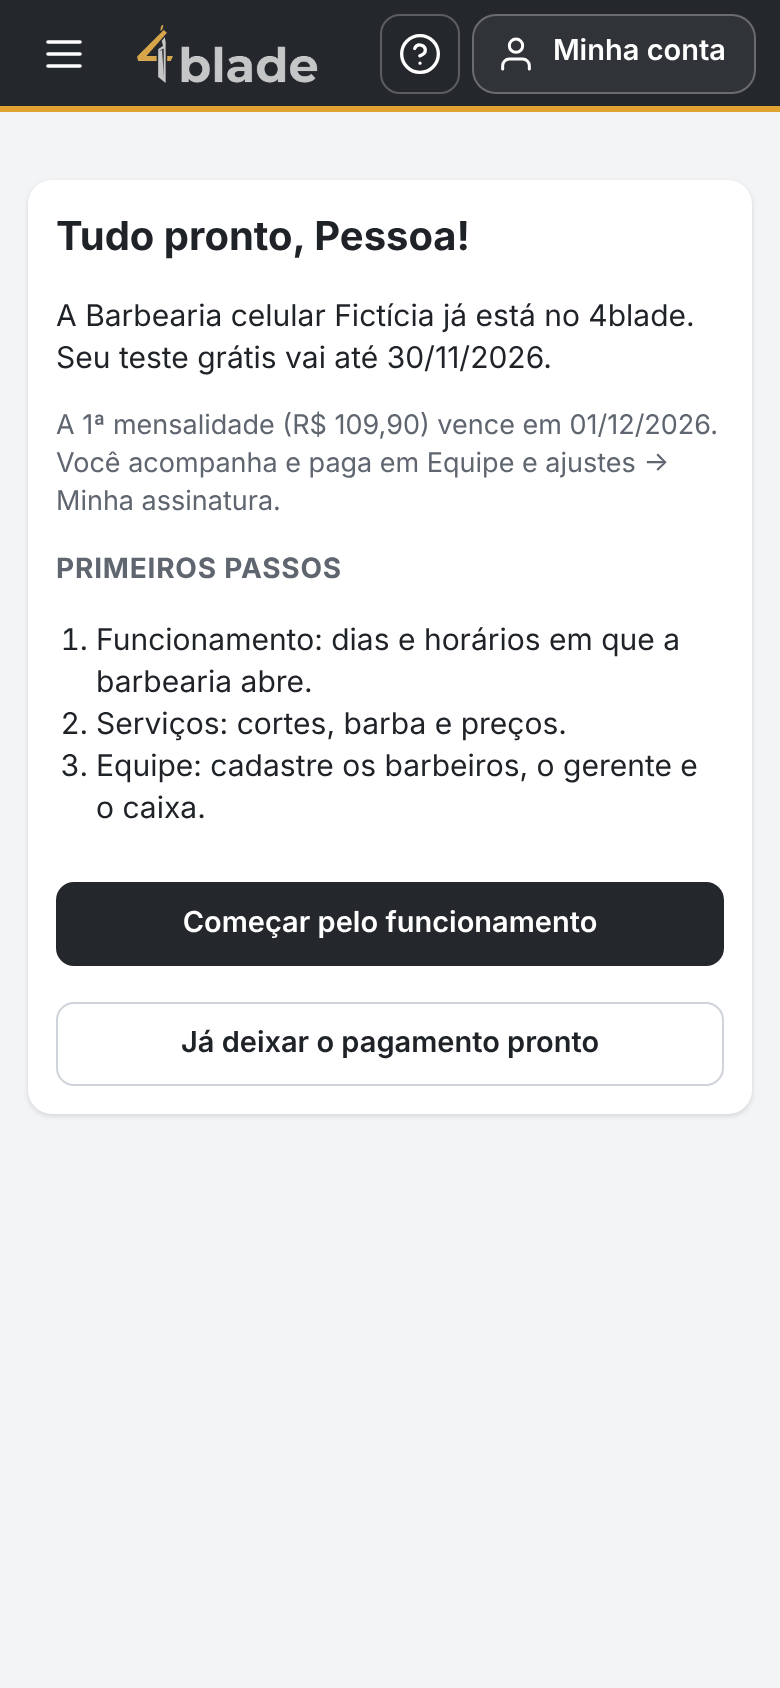 4blade
Minha conta
Tudo pronto, Pessoa!
A Barbearia celular Fictícia já está no 4blade.
Seu teste grátis vai até 30/11/2026.
A 1ª mensalidade (R$ 109,90) vence em 01/12/2026.
Você acompanha e paga em Equipe e ajustes →
Minha assinatura.
PRIMEIROS PASSOS
1. Funcionamento: dias e horários em que a
barbearia abre.
2. Serviços: cortes, barba e preços.
3. Equipe: cadastre os barbeiros, o gerente e
o caixa.
Começar pelo funcionamento
Já deixar o pagamento pronto